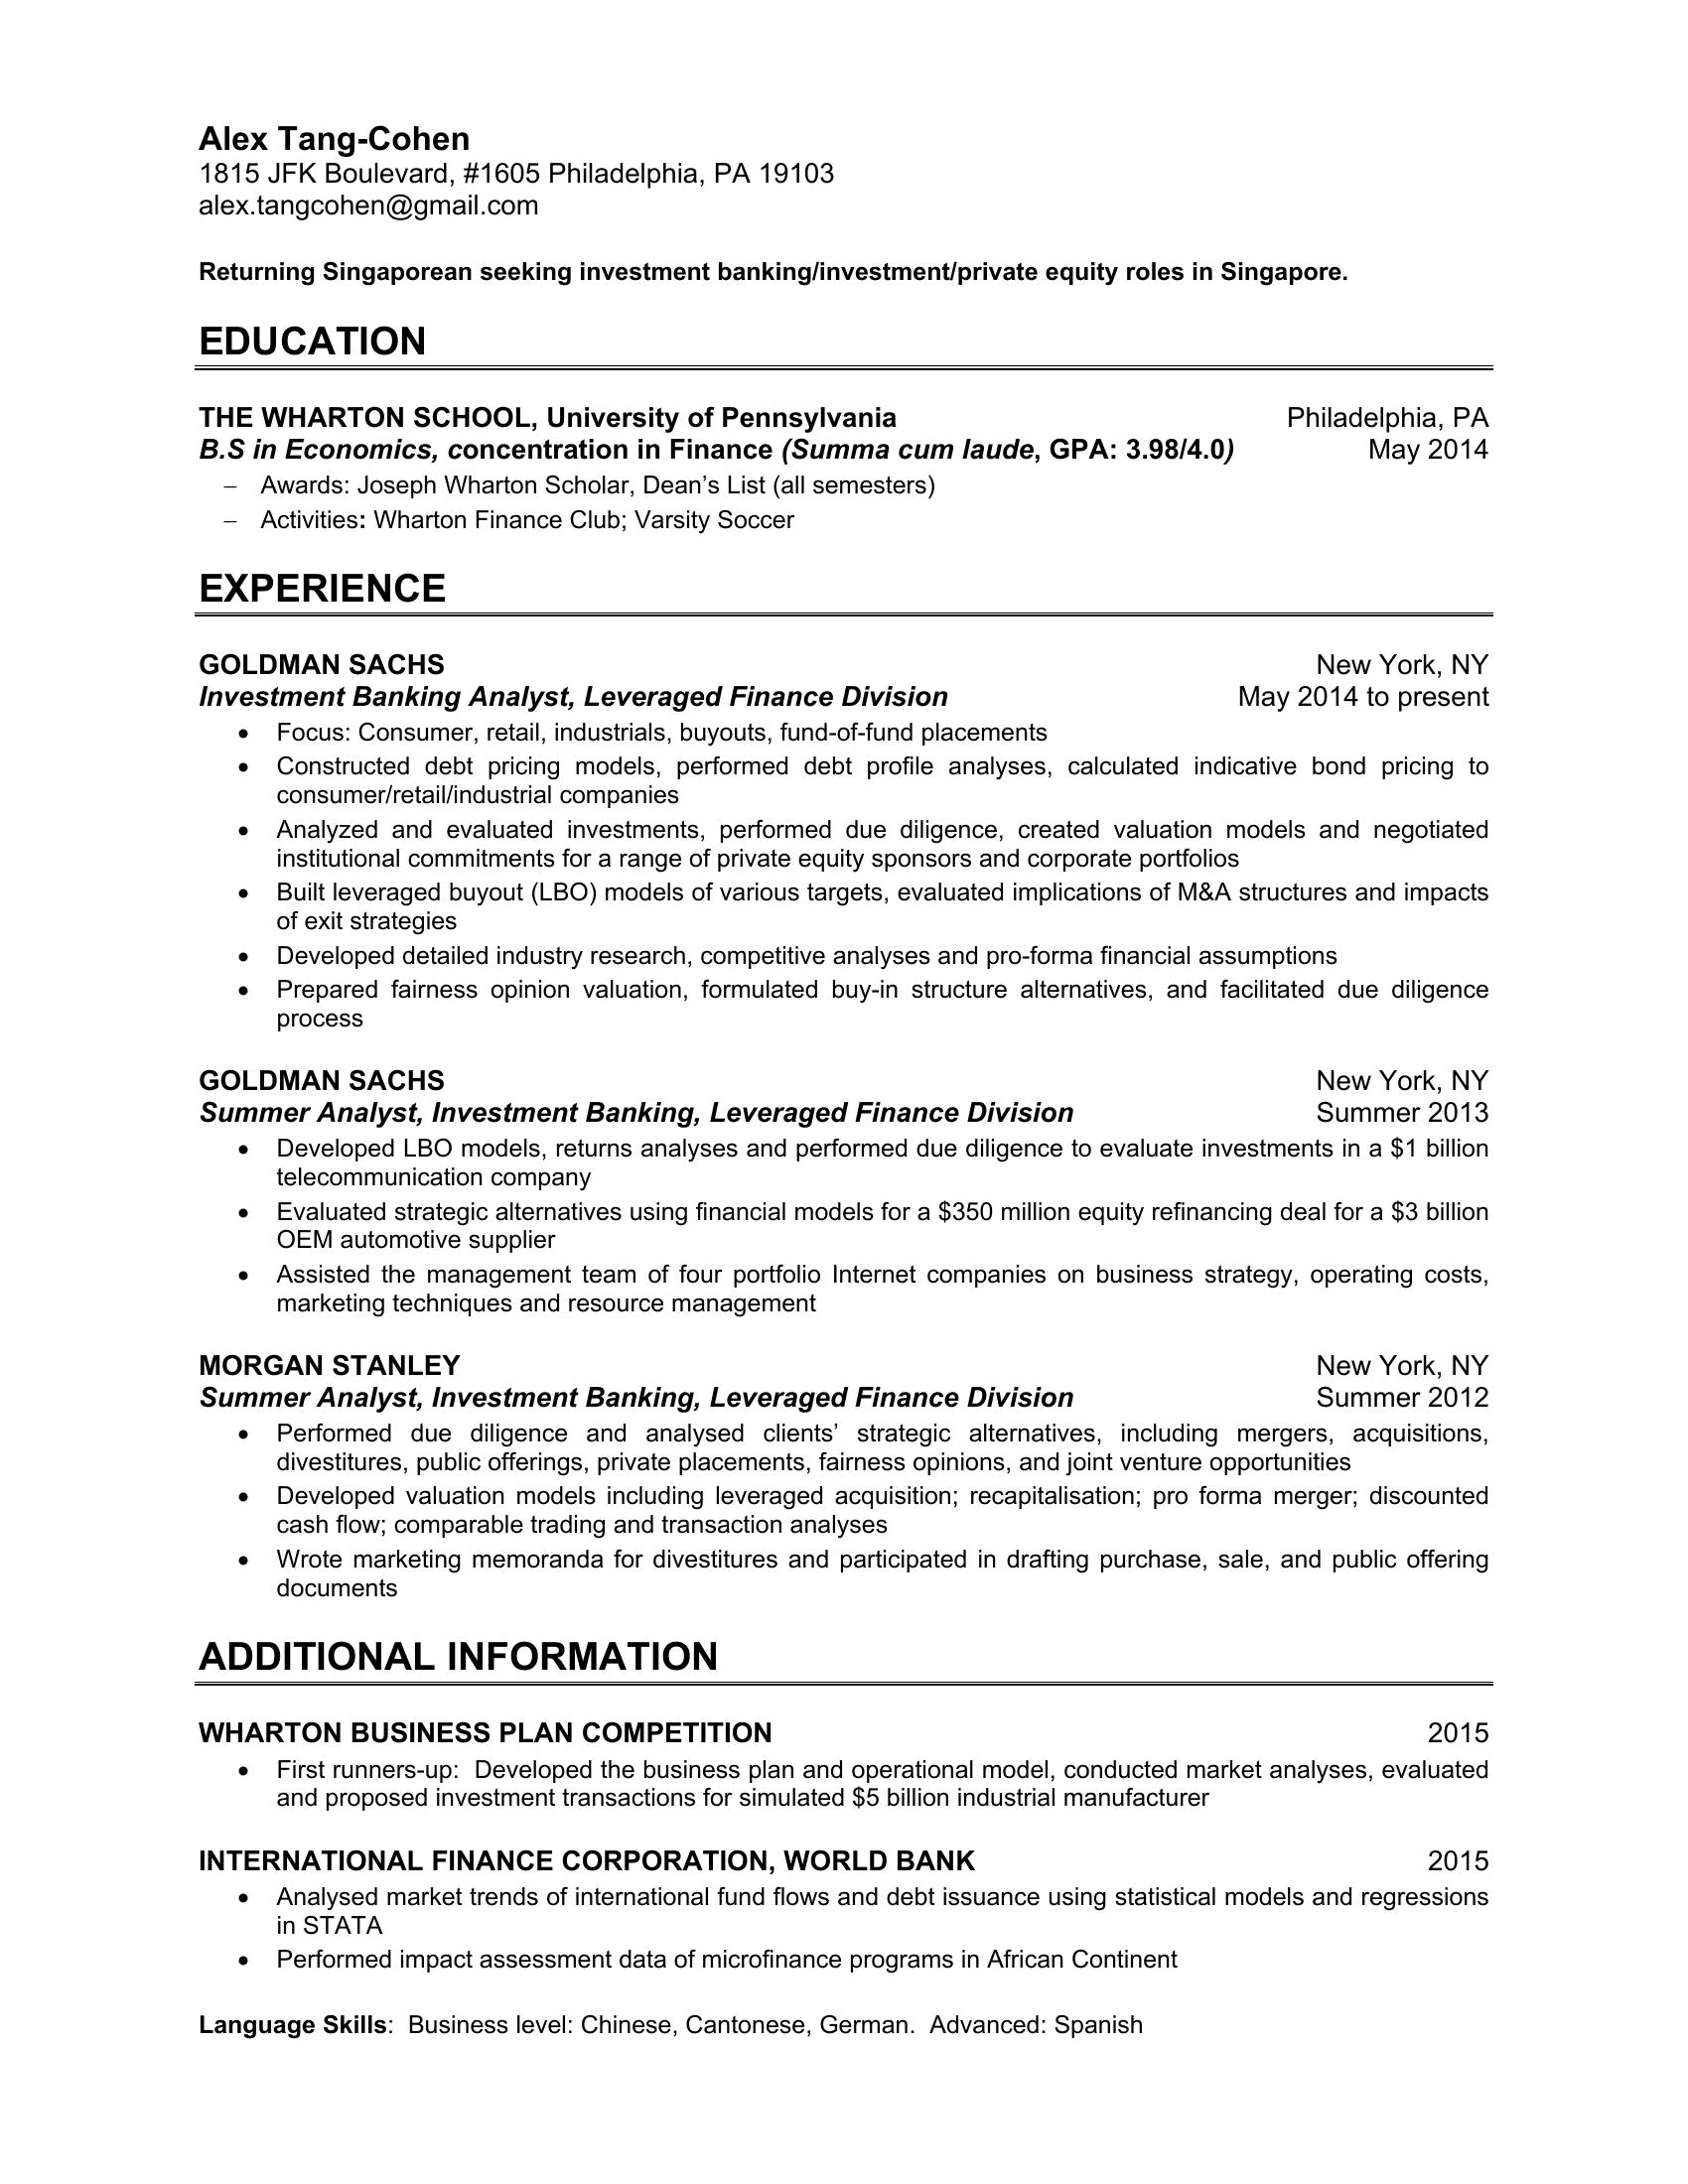 Alex Tang-Cohen
1815 JFK Boulevard, #1605 Philadelphia, PA 19103
alex.tangcohen@gmail.com
Returning Singaporean seeking investment banking/investment/private equity roles in Singapore.
EDUCATION
THE WHARTON SCHOOL, University of Pennsylvania Philadelphia, PA
B.S in Economics, concentration in Finance (Summa cum laude, GPA: 3.98/4.0) May 2014
– Awards: Joseph Wharton Scholar, Dean’s List (all semesters)
– Activities: Wharton Finance Club; Varsity Soccer
EXPERIENCE
GOLDMAN SACHS New York, NY
Investment Banking Analyst, Leveraged Finance Division May 2014 to present
• Focus: Consumer, retail, industrials, buyouts, fund-of-fund placements
• Constructed debt pricing models, performed debt profile analyses, calculated indicative bond pricing to
consumer/retail/industrial companies
• Analyzed and evaluated investments, performed due diligence, created valuation models and negotiated
institutional commitments for a range of private equity sponsors and corporate portfolios
• Built leveraged buyout (LBO) models of various targets, evaluated implications of M&A structures and impacts
of exit strategies
• Developed detailed industry research, competitive analyses and pro-forma financial assumptions
• Prepared fairness opinion valuation, formulated buy-in structure alternatives, and facilitated due diligence
process
GOLDMAN SACHS New York, NY
Summer Analyst, Investment Banking, Leveraged Finance Division Summer 2013
• Developed LBO models, returns analyses and performed due diligence to evaluate investments in a $1 billion
telecommunication company
• Evaluated strategic alternatives using financial models for a $350 million equity refinancing deal for a $3 billion
OEM automotive supplier
• Assisted the management team of four portfolio Internet companies on business strategy, operating costs,
marketing techniques and resource management
MORGAN STANLEY New York, NY
Summer Analyst, Investment Banking, Leveraged Finance Division Summer 2012
• Performed due diligence and analysed clients’ strategic alternatives, including mergers, acquisitions,
divestitures, public offerings, private placements, fairness opinions, and joint venture opportunities
• Developed valuation models including leveraged acquisition; recapitalisation; pro forma merger; discounted
cash flow; comparable trading and transaction analyses
• Wrote marketing memoranda for divestitures and participated in drafting purchase, sale, and public offering
documents
ADDITIONAL INFORMATION
WHARTON BUSINESS PLAN COMPETITION 2015
• First runners-up: Developed the business plan and operational model, conducted market analyses, evaluated
and proposed investment transactions for simulated $5 billion industrial manufacturer
INTERNATIONAL FINANCE CORPORATION, WORLD BANK 2015
• Analysed market trends of international fund flows and debt issuance using statistical models and regressions
in STATA
• Performed impact assessment data of microfinance programs in African Continent
Language Skills: Business level: Chinese, Cantonese, German. Advanced: Spanish